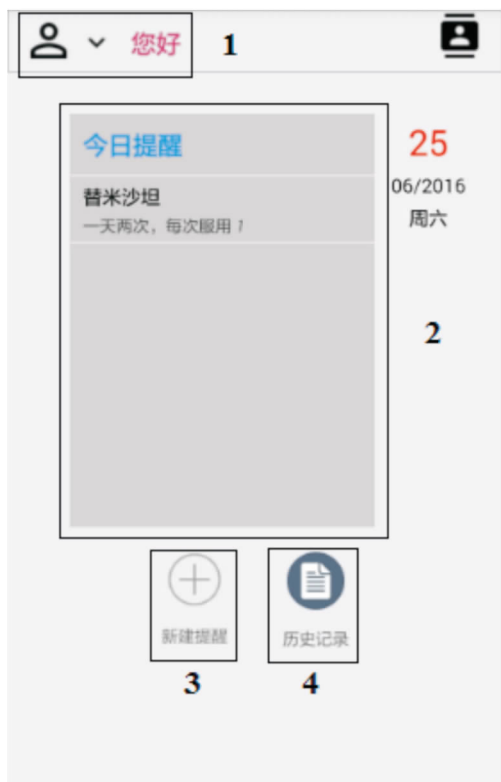 您好
1
今日提醒
25
替米沙坦
06/2016
一天两次，每次服用 1
周六
2
新建提醒
历史记录
3
4